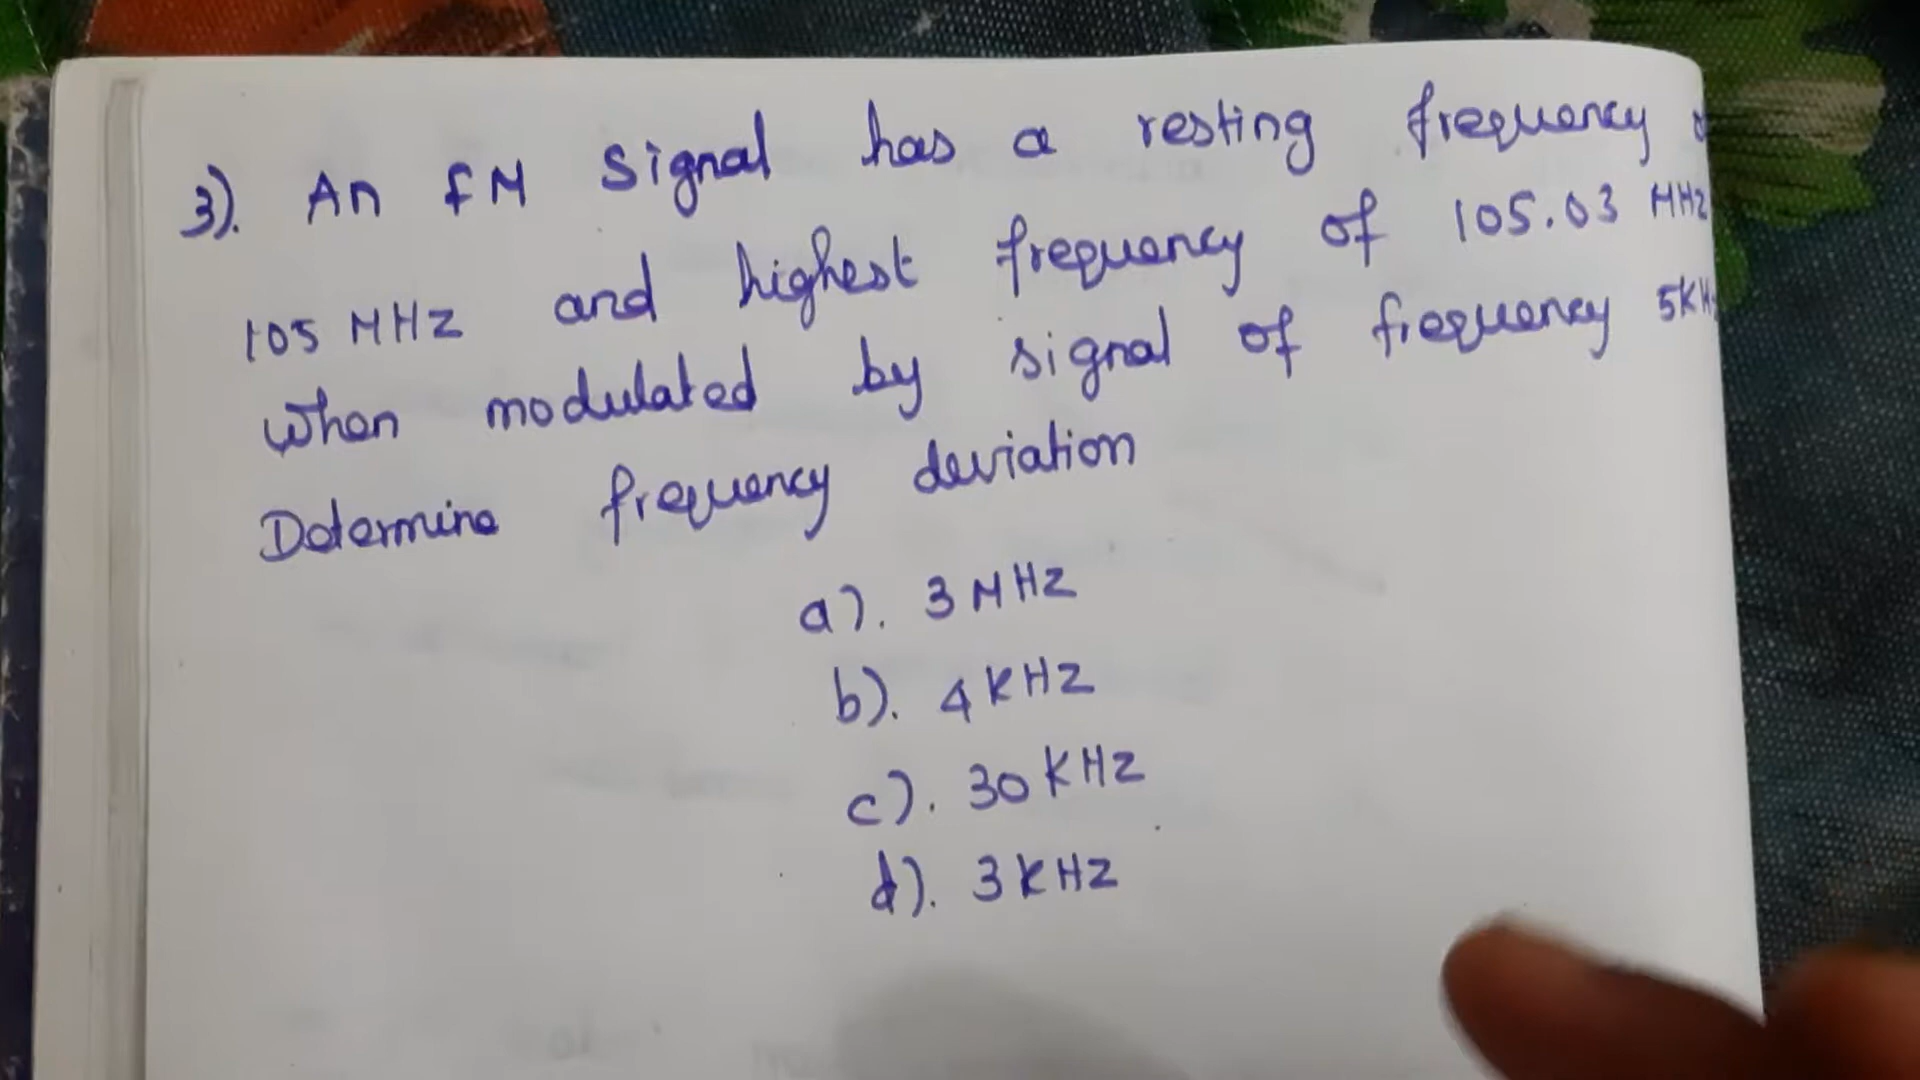 3). An FM signal has a resting frequency
105 MHz and highest frequency of 105.03 MHz
when modulated by signal of frequency 5KHz
Determine frequency deviation
a). 3 MHz
b). 4 KHz
c). 30 KHz
d). 3 KHz